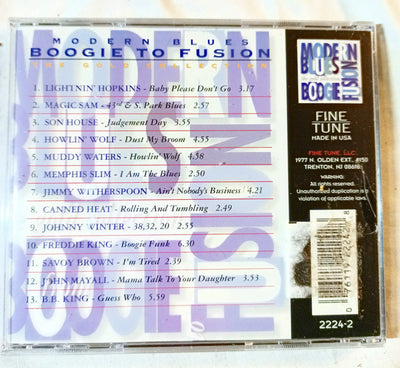 MODERN BLUES
BOOGIE TO FUSION
THE GOLD COLLECTION
1. LIGHTNIN' HOPKINS - Baby Please Don't Go 3.17
2. MAGIC SAM - 43rd & S. Park Blues 2.57
3. SON HOUSE - Judgement Day 3.55
4. HOWLIN' WOLF - Dust My Broom 4.55
5. MUDDY WATERS - Howlin' Wolf 4.58
6. MEMPHIS SLIM - I Am The Blues 2.50
7. JIMMY WITHERSPOON - Ain't Nobody's Business 4.21
8. CANNED HEAT - Rolling And Tumbling 2.49
9. JOHNNY WINTER - 38, 32, 20 2.55
10. FREDDIE KING - Boogie Funk 6.30
11. SAVOY BROWN - I'm Tired 2.39
12. JOHN MAYALL - Mama Talk To Your Daughter 3.53
13. B.B. KING - Guess Who 5.59
MODERN
BLUES
BOOGIE
FUSION
MODERN
BLUES
BOOGIE
FUSION
FINE
TUNE
MADE IN USA
FINE TUNE, LLC.
1977 N. OLDEN EXT. #150
TRENTON, NJ 08618
WARNING:
All rights reserved.
Unauthorized duplication is a
violation of applicable laws.
2224-2